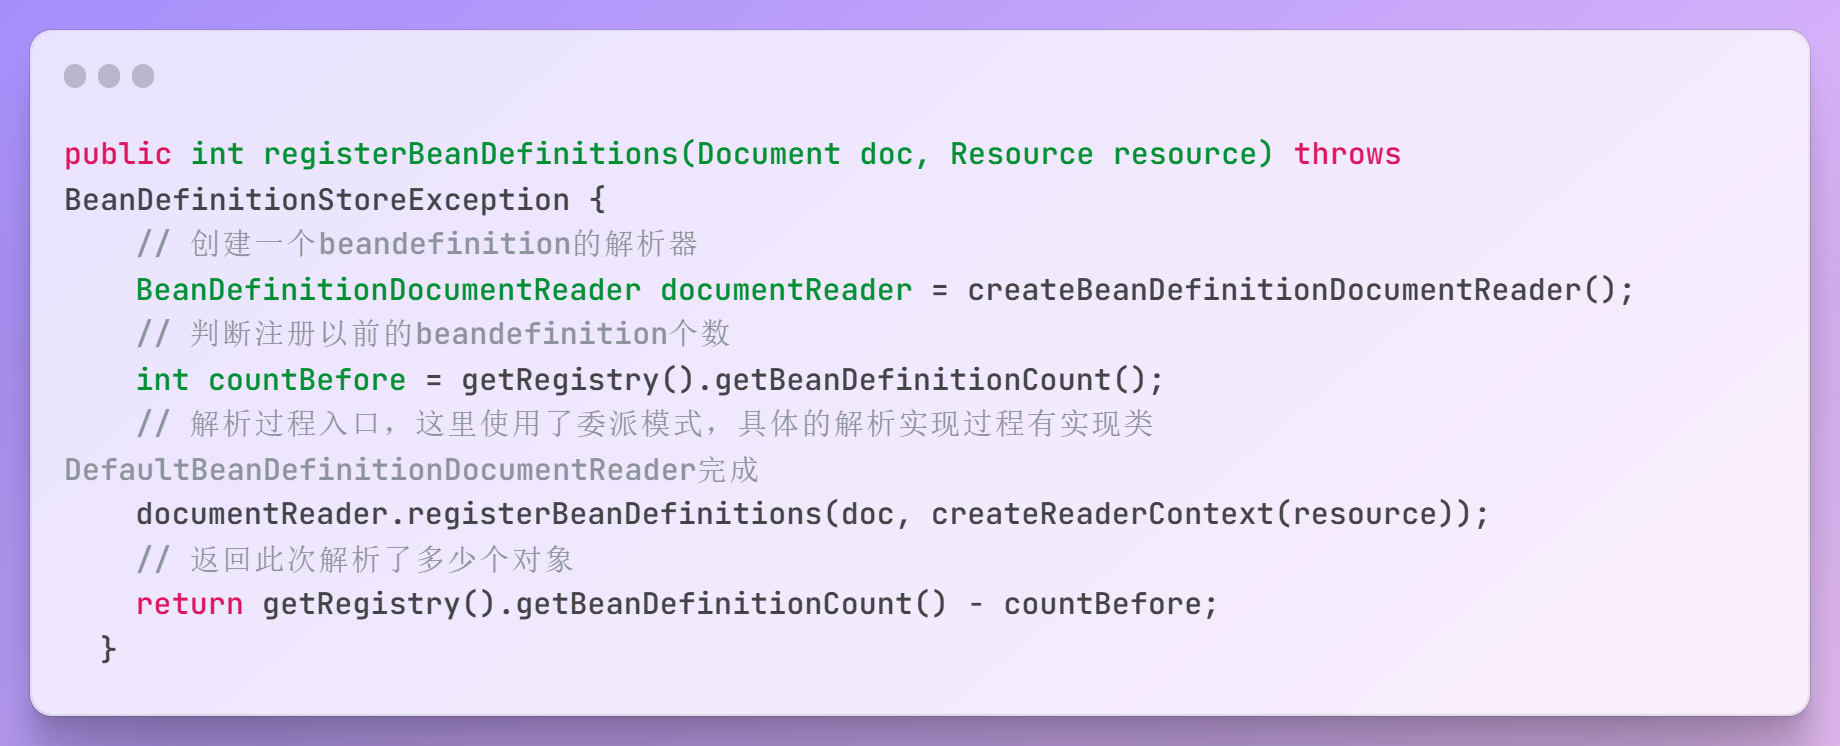 public int registerBeanDefinitions(Document doc, Resource resource) throws
BeanDefinitionStoreException {
    // 创建一个beandefinition的解析器
    BeanDefinitionDocumentReader documentReader = createBeanDefinitionDocumentReader();
    // 判断注册以前的beandefinition个数
    int countBefore = getRegistry().getBeanDefinitionCount();
    // 解析过程入口，这里使用了委派模式，具体的解析实现过程有实现类
DefaultBeanDefinitionDocumentReader完成
    documentReader.registerBeanDefinitions(doc, createReaderContext(resource));
    // 返回此次解析了多少个对象
    return getRegistry().getBeanDefinitionCount() - countBefore;
  }